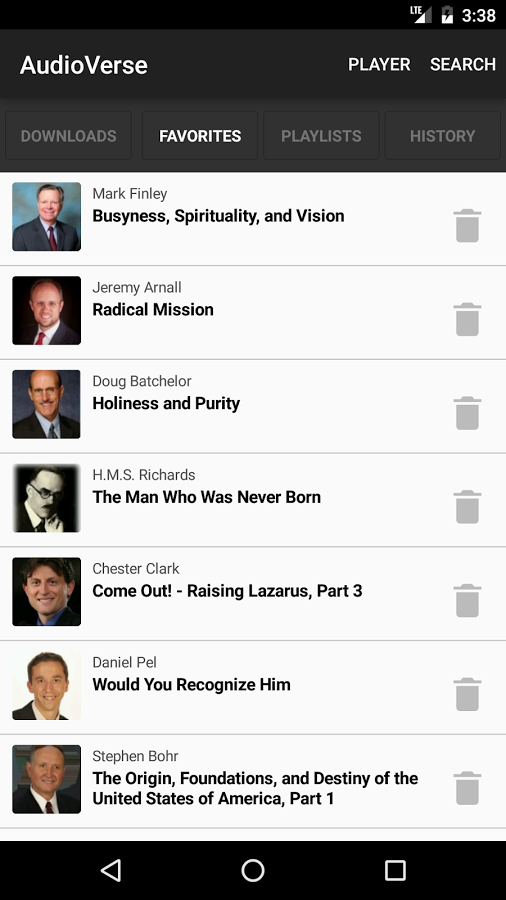 LTE 3:38
AudioVerse PLAYER SEARCH
DOWNLOADS FAVORITES PLAYLISTS HISTORY
Mark Finley
Busyness, Spirituality, and Vision
Jeremy Arnall
Radical Mission
Doug Batchelor
Holiness and Purity
H.M.S. Richards
The Man Who Was Never Born
Chester Clark
Come Out! - Raising Lazarus, Part 3
Daniel Pel
Would You Recognize Him
Stephen Bohr
The Origin, Foundations, and Destiny of the
United States of America, Part 1